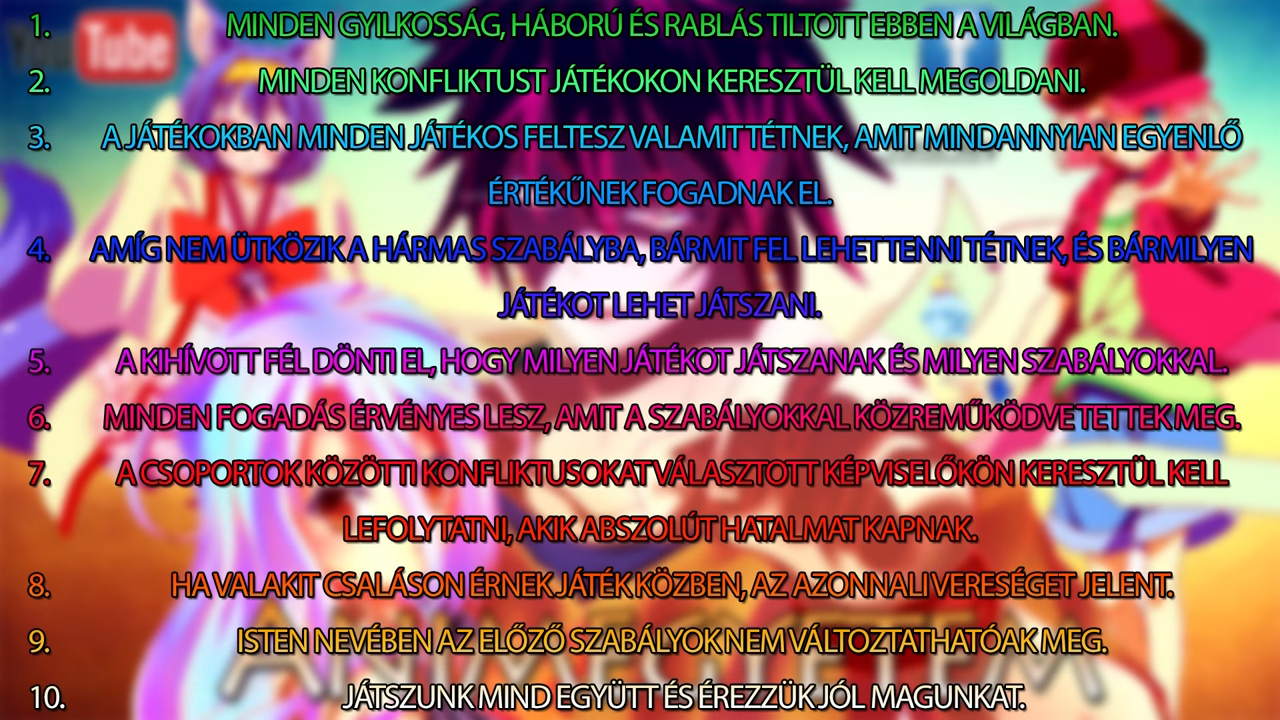 YouTube
1. MINDEN GYILKOSSÁG, HÁBORÚ ÉS RABLÁS TILTOTT EBBEN A VILÁGBAN.
2. MINDEN KONFLIKTUST JÁTÉKOKON KERESZTÜL KELL MEGOLDANI.
3. A JÁTÉKOKBAN MINDEN JÁTÉKOS FELTESZ VALAMIT TÉTNEK, AMIT MINDANNYIAN EGYENLŐ
ÉRTÉKŰNEK FOGADNAK EL.
4. AMÍG NEM ÜTKÖZIK A HÁRMAS SZABÁLYBA, BÁRMIT FEL LEHET TENNI TÉTNEK, ÉS BÁRMILYEN
JÁTÉKOT LEHET JÁTSZANI.
5. A KIHÍVOTT FÉL DÖNTI EL, HOGY MILYEN JÁTÉKOT JÁTSZANAK ÉS MILYEN SZABÁLYOKKAL.
6. MINDEN FOGADÁS ÉRVÉNYES LESZ, AMIT A SZABÁLYOKKAL KÖZREMŰKÖDVE TETTEK MEG.
7. A CSOPORTOK KÖZÖTTI KONFLIKTUSOKAT VÁLASZTOTT KÉPVISELŐKÖN KERESZTÜL KELL
LEFOLYTATNI, AKIK ABSZOLÚT HATALMAT KAPNAK.
8. HA VALAKIT CSALÁSON ÉRNEK JÁTÉK KÖZBEN, AZ AZONNALI VERESÉGET JELENT.
9. ISTEN NEVÉBEN AZ ELŐZŐ SZABÁLYOK NEM VÁLTOZTATHATÓAK MEG.
10. JÁTSZUNK MIND EGYÜTT ÉS ÉREZZÜK JÓL MAGUNKAT.